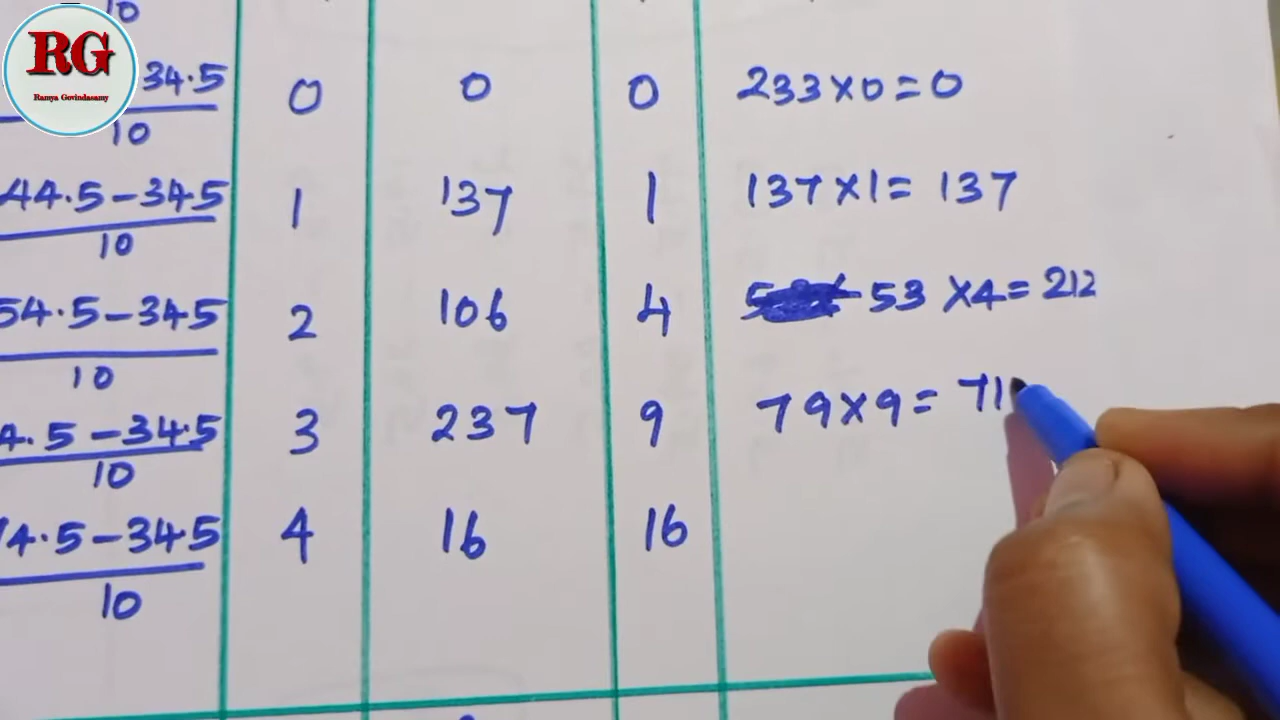 10
RG
Ramya Govindasamy
34.5 0 0 0 233×0=0
10
44.5-34.5 1 137 1 137×1=137
10
54.5-34.5 2 106 4 53×4=212
10
4.5-34.5 3 237 9 79×9=711
10
4.5-34.5 4 16 16
10